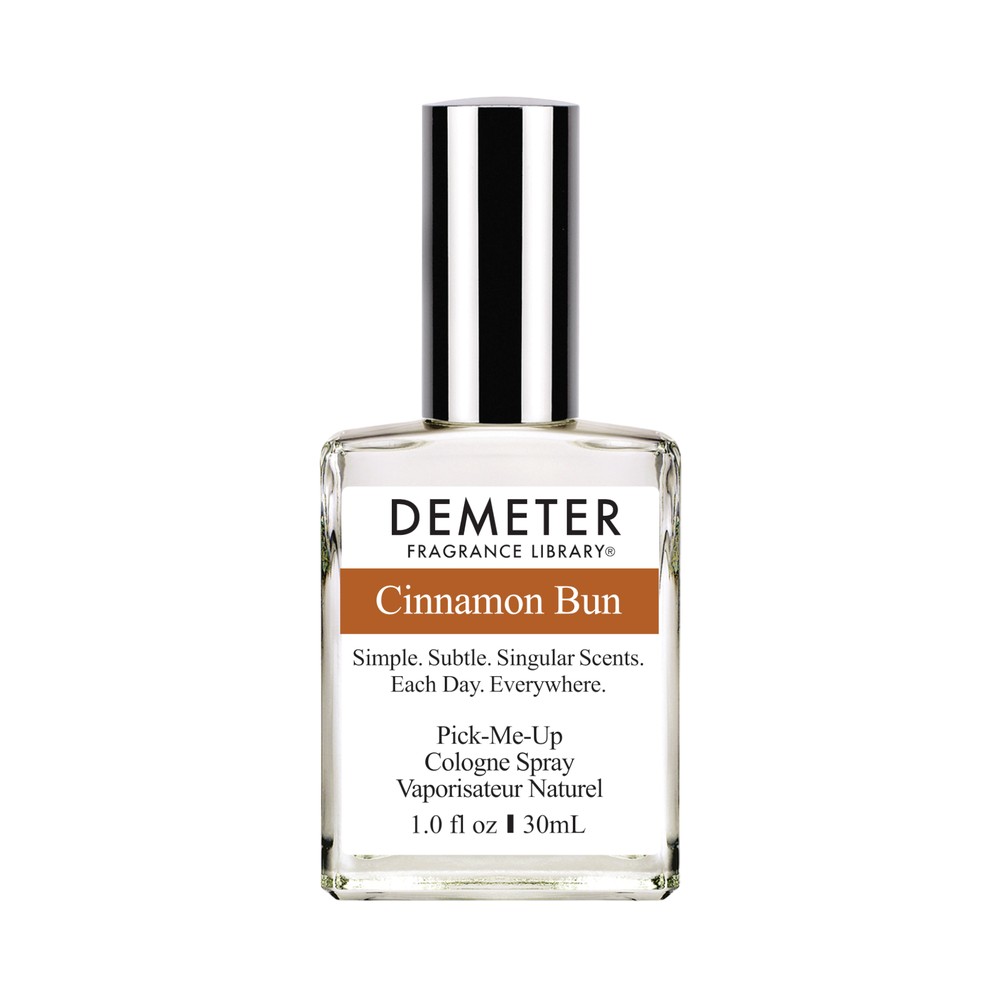 DEMETER
FRAGRANCE LIBRARY®
Cinnamon Bun
Simple. Subtle. Singular Scents.
Each Day. Everywhere.
Pick-Me-Up
Cologne Spray
Vaporisateur Naturel
1.0 fl oz ❚ 30mL